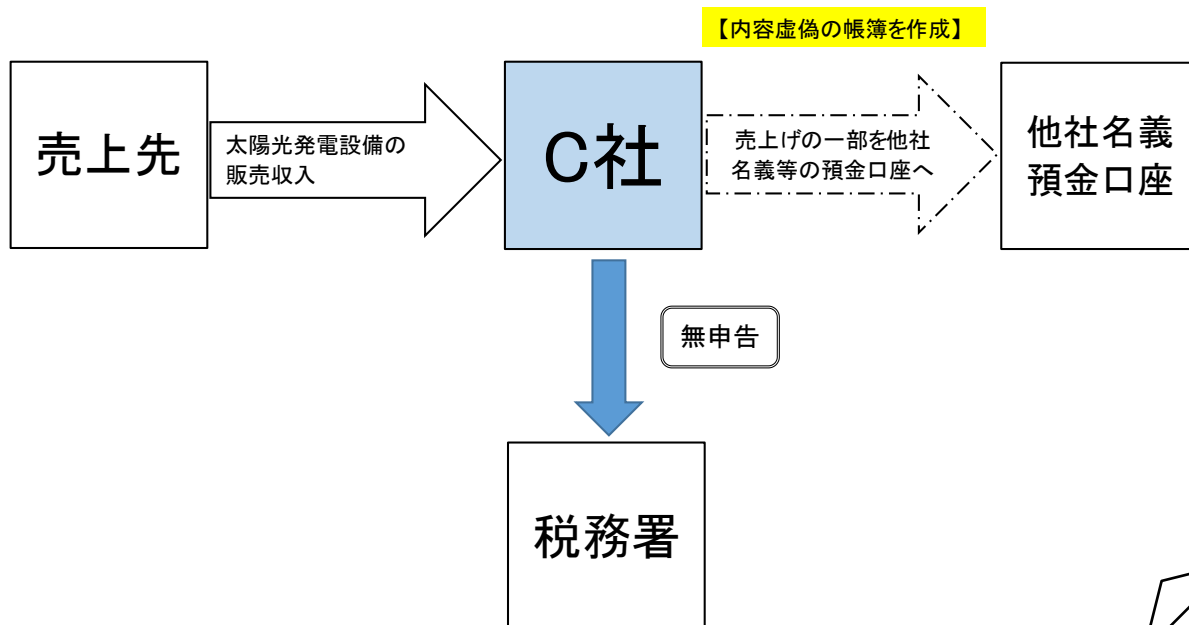 【内容虚偽の帳簿を作成】
売上先
太陽光発電設備の
販売収入
C社
売上げの一部を他社
名義等の預金口座へ
他社名義
預金口座
無申告
税務署